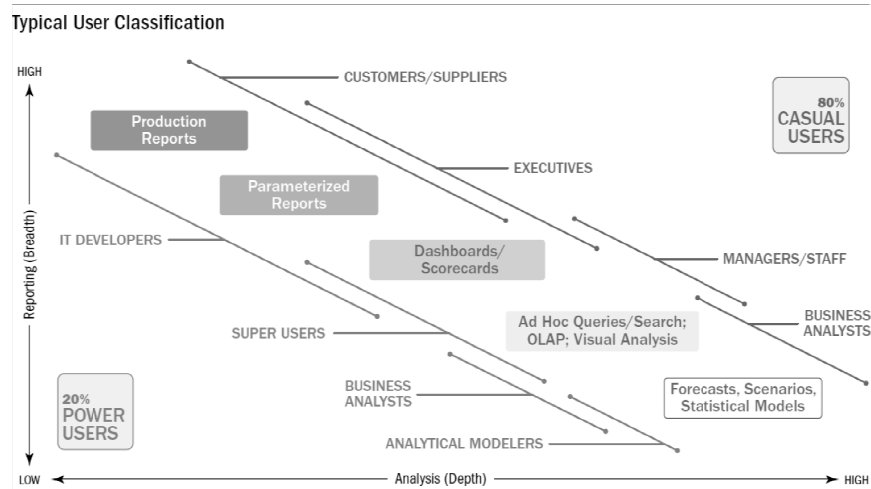 Typical User Classification
HIGH
CUSTOMERS/SUPPLIERS
80%
CASUAL
USERS
Production
Reports
EXECUTIVES
Parameterized
Reports
IT DEVELOPERS
Dashboards/
Scorecards
MANAGERS/STAFF
Reporting (Breadth)
SUPER USERS
Ad Hoc Queries/Search;
OLAP; Visual Analysis
BUSINESS
ANALYSTS
BUSINESS
ANALYSTS
Forecasts, Scenarios,
Statistical Models
20%
POWER
USERS
ANALYTICAL MODELERS
LOW
Analysis (Depth)
HIGH